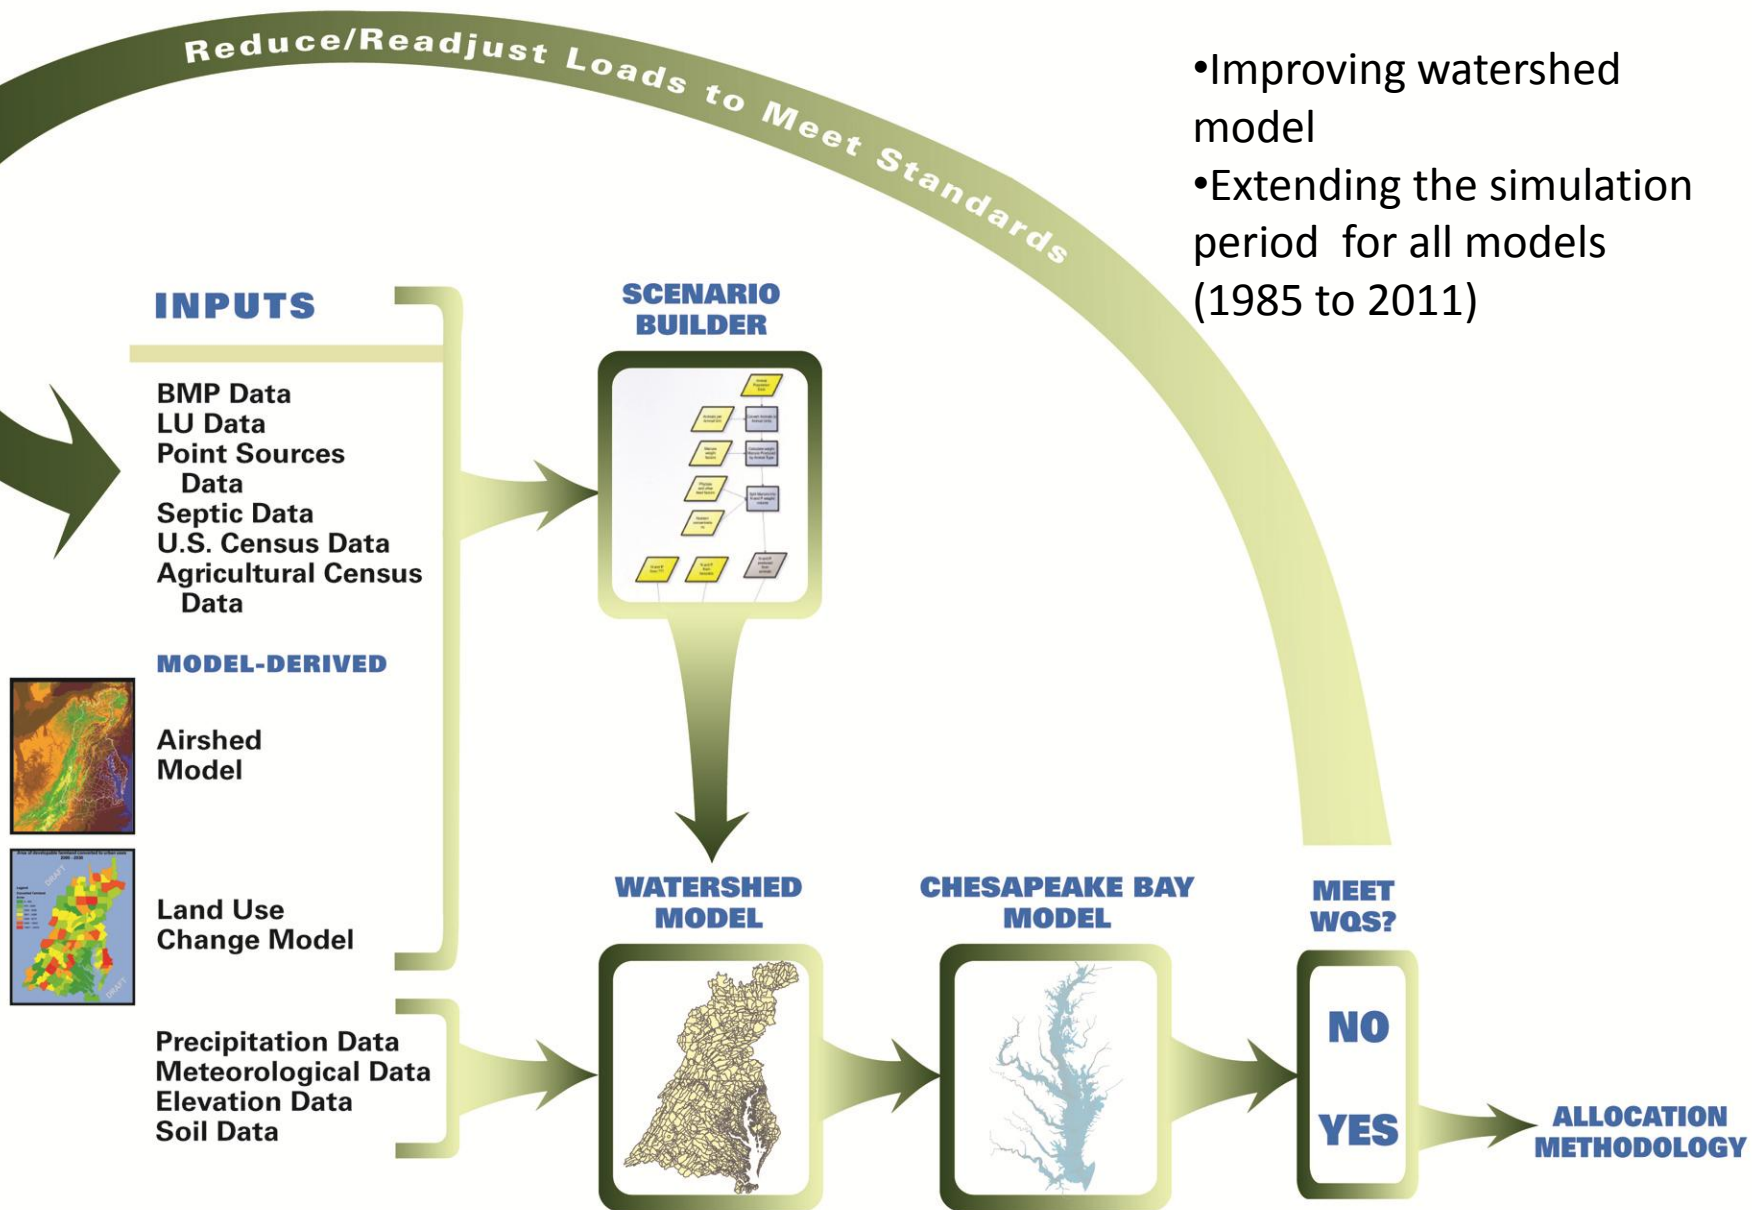 Reduce/Readjust Loads to Meet Standards
•Improving watershed
model
•Extending the simulation
period for all models
(1985 to 2011)
INPUTS
BMP Data
LU Data
Point Sources
Data
Septic Data
U.S. Census Data
Agricultural Census
Data
MODEL-DERIVED
Airshed
Model
Land Use
Change Model
Precipitation Data
Meteorological Data
Elevation Data
Soil Data
SCENARIO
BUILDER
WATERSHED
MODEL
CHESAPEAKE BAY
MODEL
MEET
WQS?
NO
YES
ALLOCATION
METHODOLOGY
DRAFT
DRAFT